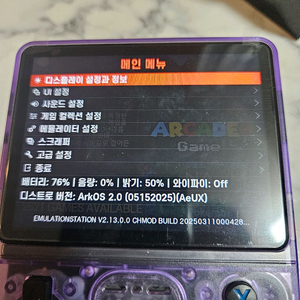 메인 메뉴
디스플레이 설정과 정보
UI 설정
사운드 설정
게임 컬렉션 설정
에뮬레이터 설정
스크래퍼
고급 설정
종료
ARCADE
Game
배터리: 76% | 음량: 0% | 밝기: 50% | 와이파이: Off
디스트로 버전: ArkOS 2.0 (05152025)(AeUX)
AVAILABLE
EMULATIONSTATION V2.13.0.0 CHMOD BUILD 20250311000428...
X